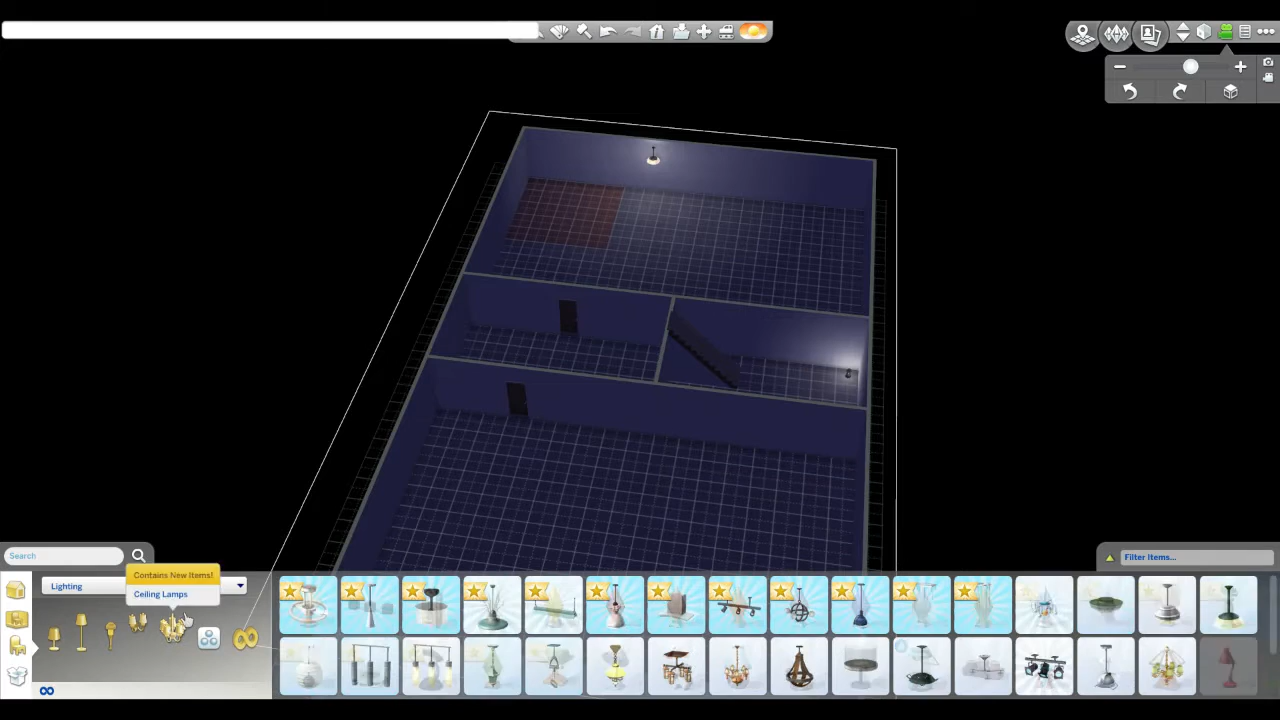 Search
Filter Items...
Contains New Items!
Lighting
Ceiling Lamps